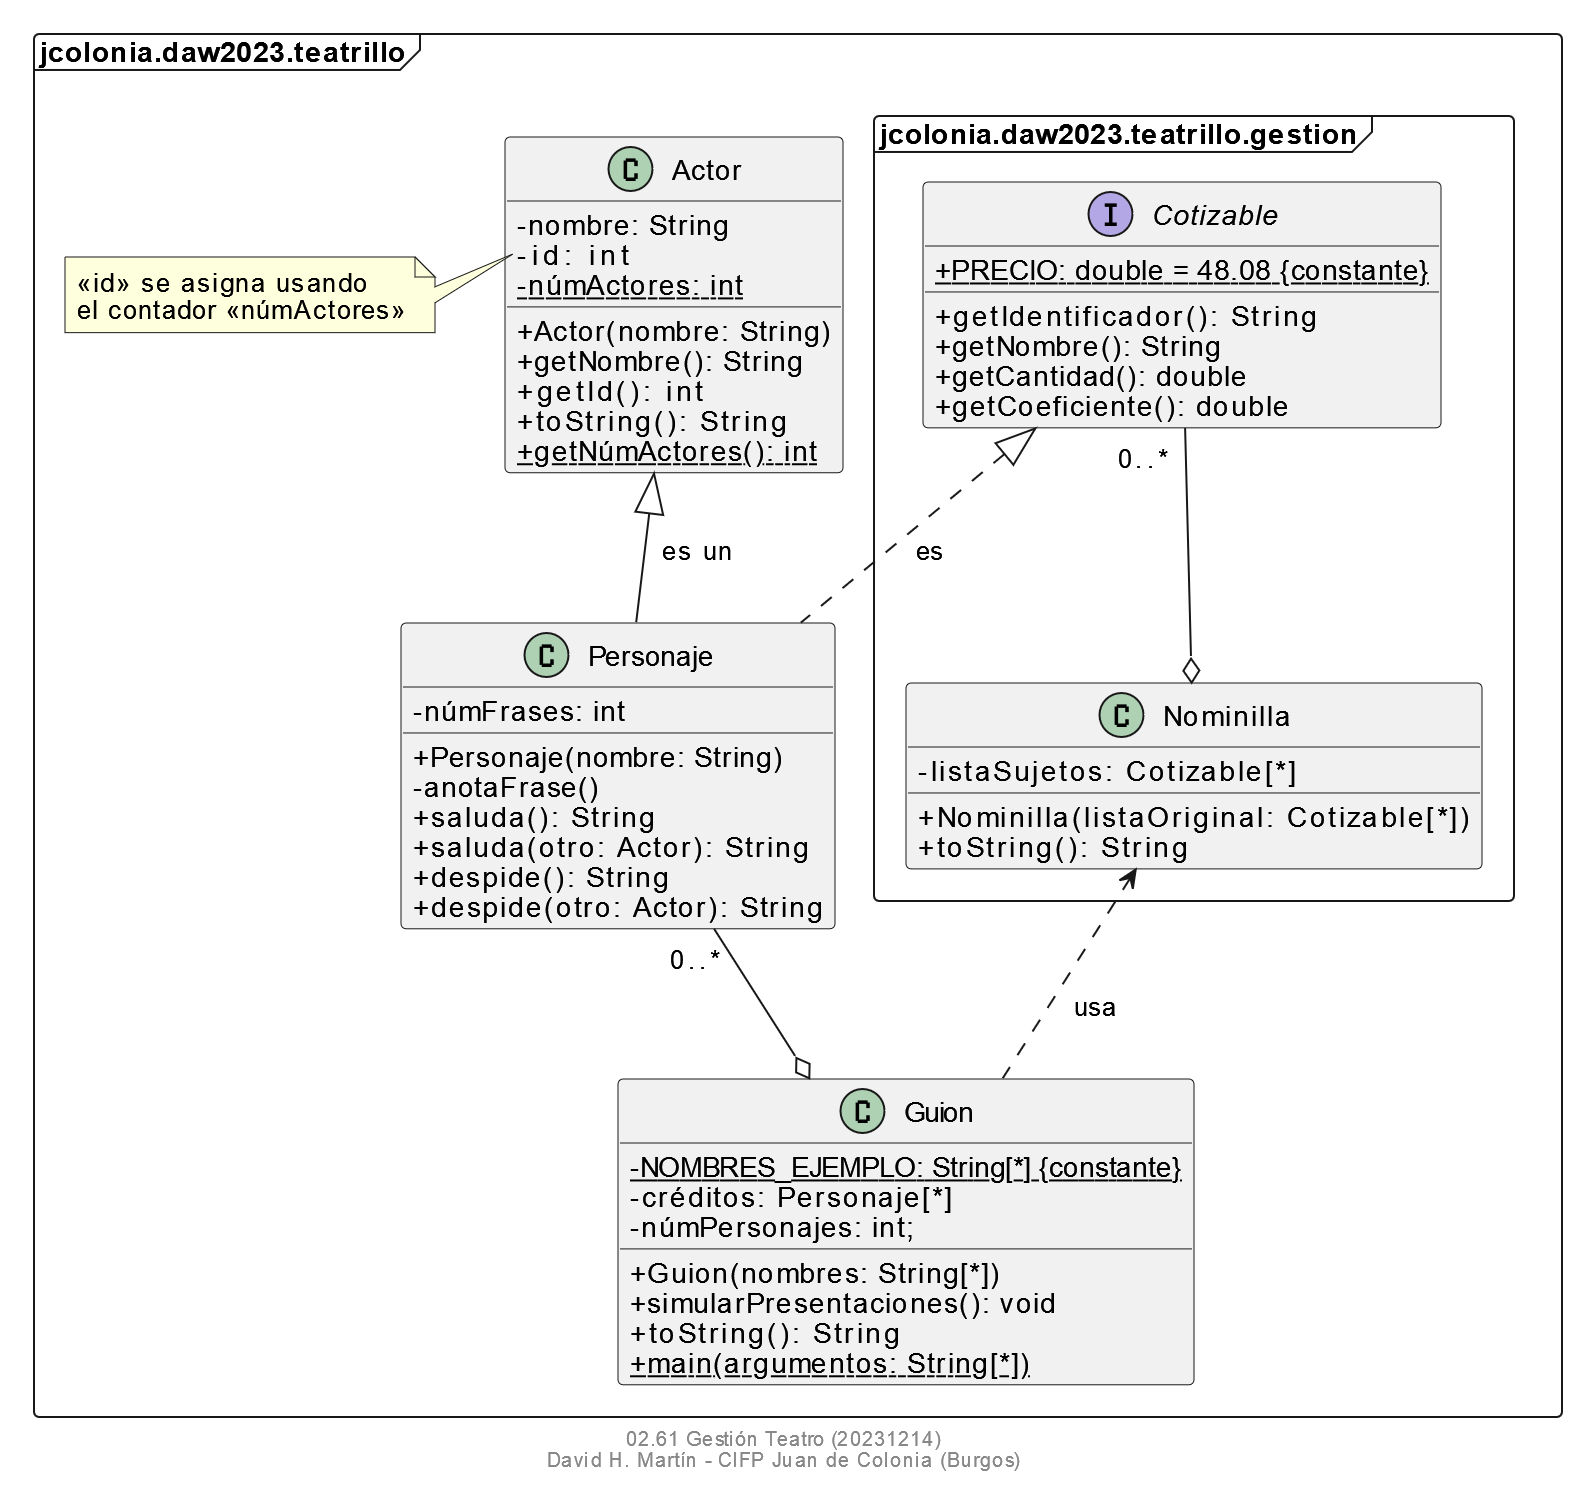 jcolonia.daw2023.teatrillo
jcolonia.daw2023.teatrillo.gestion
C Actor
-nombre: String
-id: int
-númActores: int
+Actor(nombre: String)
+getNombre(): String
+getId(): int
+toString(): String
+getNúmActores(): int
«id» se asigna usando
el contador «númActores»
I Cotizable
+PRECIO: double = 48.08 {constante}
+getIdentificador(): String
+getNombre(): String
+getCantidad(): double
+getCoeficiente(): double
0..*
es un
es
C Personaje
-númFrases: int
+Personaje(nombre: String)
-anotaFrase()
+saluda(): String
+saluda(otro: Actor): String
+despide(): String
+despide(otro: Actor): String
C Nominilla
-listaSujetos: Cotizable[*]
+Nominilla(listaOriginal: Cotizable[*])
+toString(): String
0..*
usa
C Guion
-NOMBRES_EJEMPLO: String[*] {constante}
-créditos: Personaje[*]
-númPersonajes: int;
+Guion(nombres: String[*])
+simularPresentaciones(): void
+toString(): String
+main(argumentos: String[*])
02.61 Gestión Teatro (20231214)
David H. Martín - CIFP Juan de Colonia (Burgos)